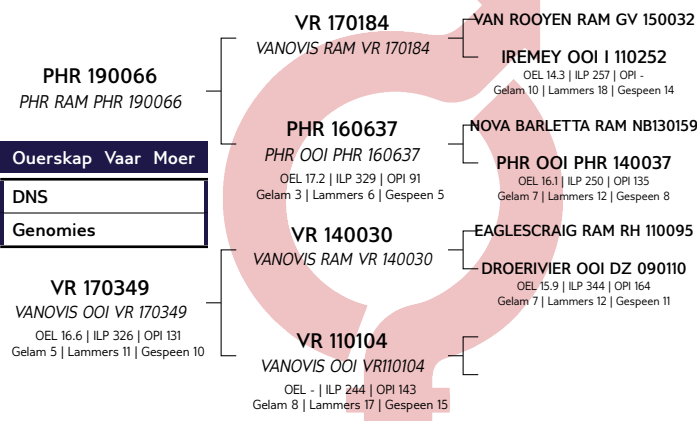 PHR 190066
PHR RAM PHR 190066
Ouerskap Vaar Moer
DNS
Genomies
VR 170349
VANOVIS OOI VR 170349
OEL 16.6 | ILP 326 | OPI 131
Gelam 5 | Lammers 11 | Gespeen 10
VR 170184
VANOVIS RAM VR 170184
PHR 160637
PHR OOI PHR 160637
OEL 17.2 | ILP 329 | OPI 91
Gelam 3 | Lammers 6 | Gespeen 5
VR 140030
VANOVIS RAM VR 140030
VR 110104
VANOVIS OOI VR110104
OEL - | ILP 244 | OPI 143
Gelam 8 | Lammers 17 | Gespeen 15
VAN ROOYEN RAM GV 150032
IREMEY OOI I 110252
OEL 14.3 | ILP 257 | OPI -
Gelam 10 | Lammers 18 | Gespeen 14
NOVA BARLETTA RAM NB130159
PHR OOI PHR 140037
OEL 16.1 | ILP 250 | OPI 135
Gelam 7 | Lammers 12 | Gespeen 8
EAGLESCRAIG RAM RH 110095
DROERIVIER OOI DZ 090110
OEL 15.9 | ILP 344 | OPI 164
Gelam 7 | Lammers 12 | Gespeen 11